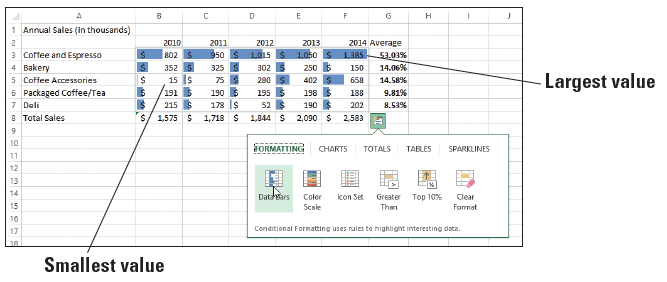 A B C D E F G H I J
1 Annual Sales (in thousands)
2 2010 2011 2012 2013 2014 Average
3 Coffee and Espresso $ 802 $ 950 $ 1,015 $ 1,050 $ 1,385 53.03%
4 Bakery $ 352 $ 325 $ 302 $ 250 $ 150 14.06%
5 Coffee Accessories $ 15 $ 75 $ 280 $ 402 $ 658 14.58%
6 Packaged Coffee/Tea $ 191 $ 190 $ 195 $ 198 $ 188 9.81%
7 Deli $ 215 $ 178 $ 52 $ 190 $ 202 8.53%
8 Total Sales $ 1,575 $ 1,718 $ 1,844 $ 2,090 $ 2,583
9
10
11
12
13
14
15
16
17
18
Largest value
FORMATTING CHARTS TOTALS TABLES SPARKLINES
Data Bars Color Scale Icon Set Greater Than Top 10% Clear Format
Conditional Formatting uses rules to highlight interesting data.
Smallest value